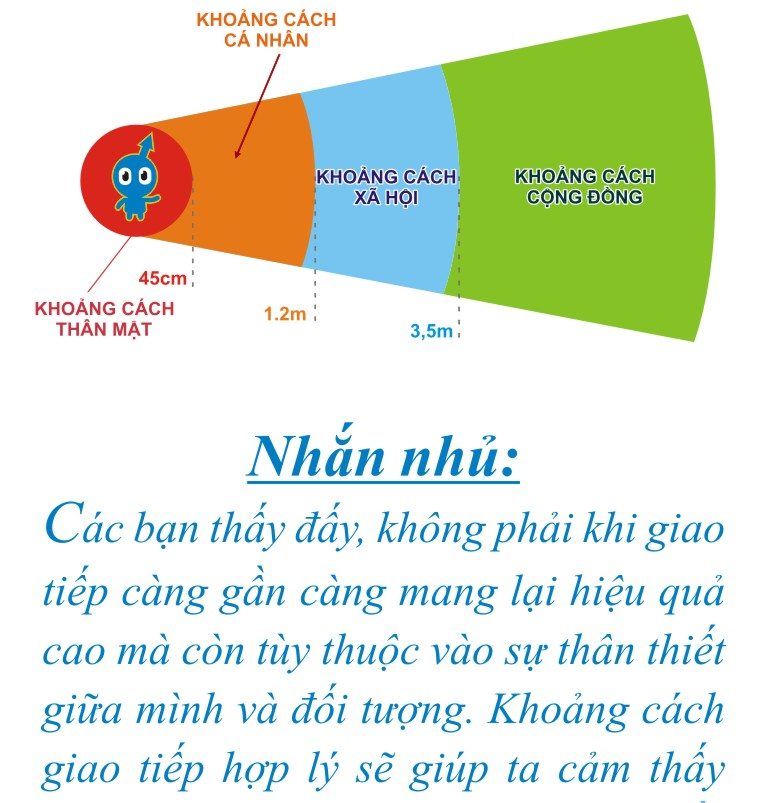 KHOẢNG CÁCH
CÁ NHÂN
KHOẢNG CÁCH
XÃ HỘI
KHOẢNG CÁCH
CỘNG ĐỒNG
45cm
KHOẢNG CÁCH
THÂN MẬT
1.2m
3,5m
Nhắn nhủ:
Các bạn thấy đấy, không phải khi giao
tiếp càng gần càng mang lại hiệu quả
cao mà còn tùy thuộc vào sự thân thiết
giữa mình và đối tượng. Khoảng cách
giao tiếp hợp lý sẽ giúp ta cảm thấy